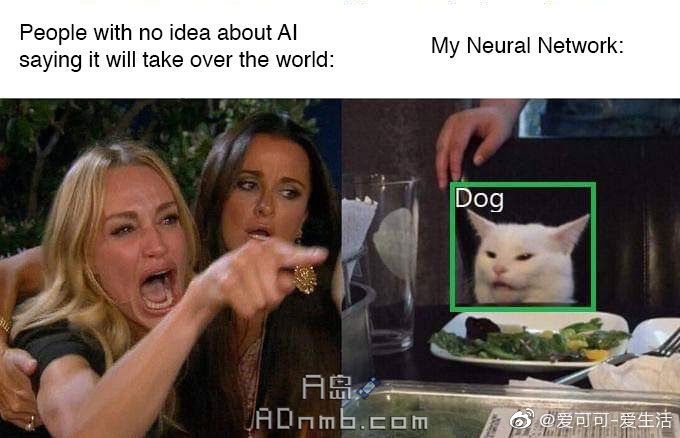 People with no idea about AI
saying it will take over the world:
My Neural Network:
Dog
A岛
ADnmb.com
@爱可可-爱生活